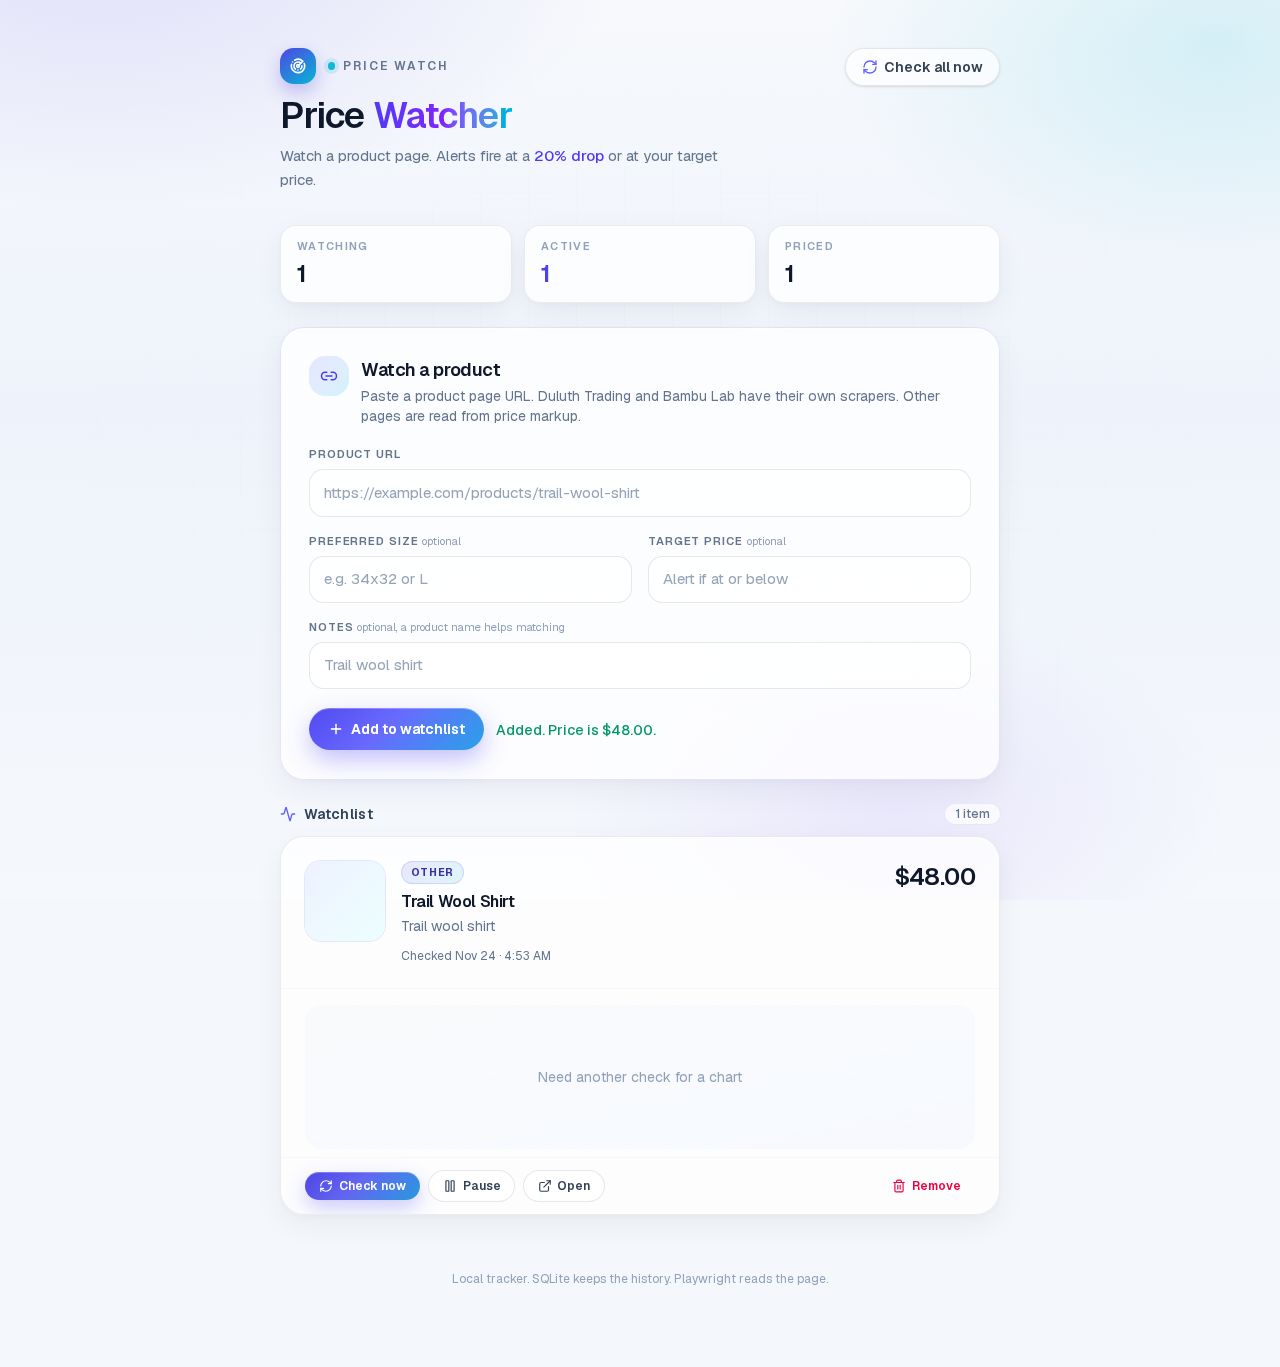 PRICE WATCH
Check all now
Price Watcher
Watch a product page. Alerts fire at a 20% drop or at your target
price.
WATCHING
1
ACTIVE
1
PRICED
1
Watch a product
Paste a product page URL. Duluth Trading and Bambu Lab have their own scrapers. Other
pages are read from price markup.
PRODUCT URL
https://example.com/products/trail-wool-shirt
PREFERRED SIZE optional
e.g. 34x32 or L
TARGET PRICE optional
Alert if at or below
NOTES optional, a product name helps matching
Trail wool shirt
Add to watchlist
Added. Price is $48.00.
Watchlist
1 item
OTHER
$48.00
Trail Wool Shirt
Trail wool shirt
Checked Nov 24 · 4:53 AM
Need another check for a chart
Check now
Pause
Open
Remove
Local tracker. SQLite keeps the history. Playwright reads the page.